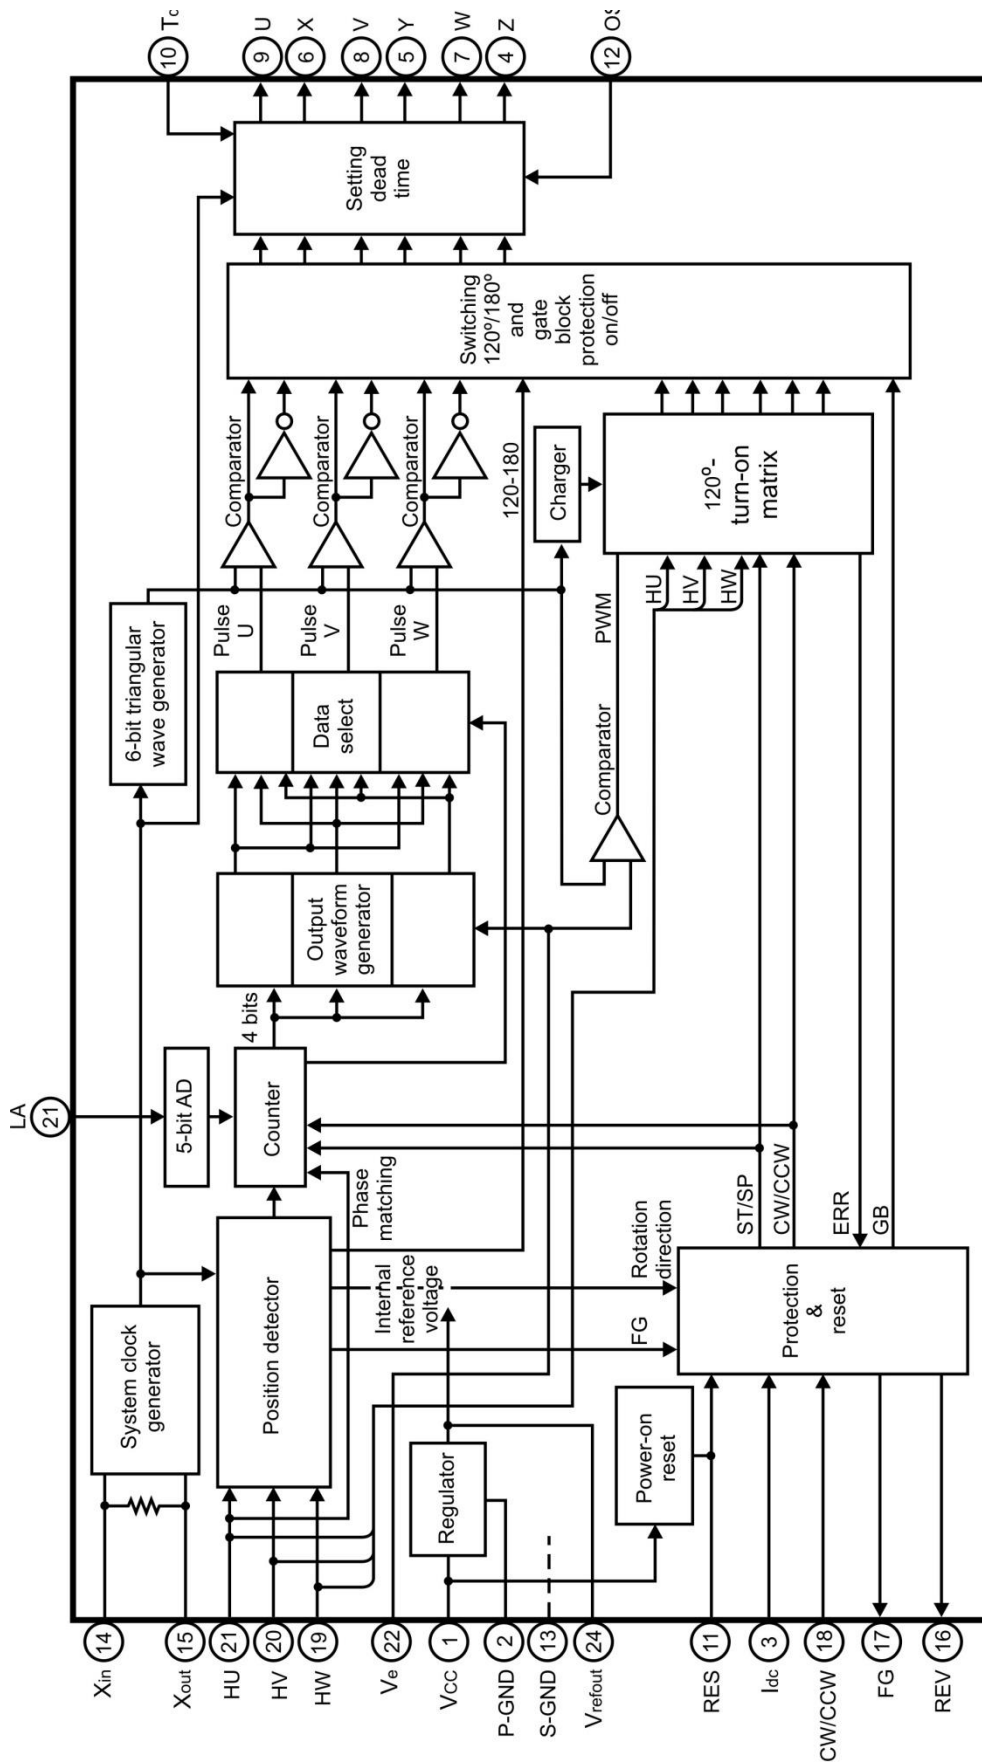 LA
21
Xin
14
Xout
15
HU
21
HV
20
HW
19
Ve
22
VCC
1
P-GND
2
S-GND
13
Vrefout
24
RES
11
Idc
3
CW/CCW
18
FG
17
REV
16
System clock
generator
Position detector
Regulator
Power-on
reset
Internal
reference
voltage
Phase
matching
FG
Rotation
direction
Protection
&
reset
ST/SP
CW/CCW
ERR
GB
5-bit AD
Counter
4 bits
Output
waveform
generator
Data
select
6-bit triangular
wave generator
Pulse
U
Pulse
V
Pulse
W
Comparator
Comparator
Comparator
Comparator
PWM
HU
HV
HW
Charger
120-180
120º-
turn-on
matrix
Switching
120º/180º
and
gate
block
protection
on/off
Setting
dead
time
10
9
U
6
X
8
V
5
Y
7
W
4
Z
12